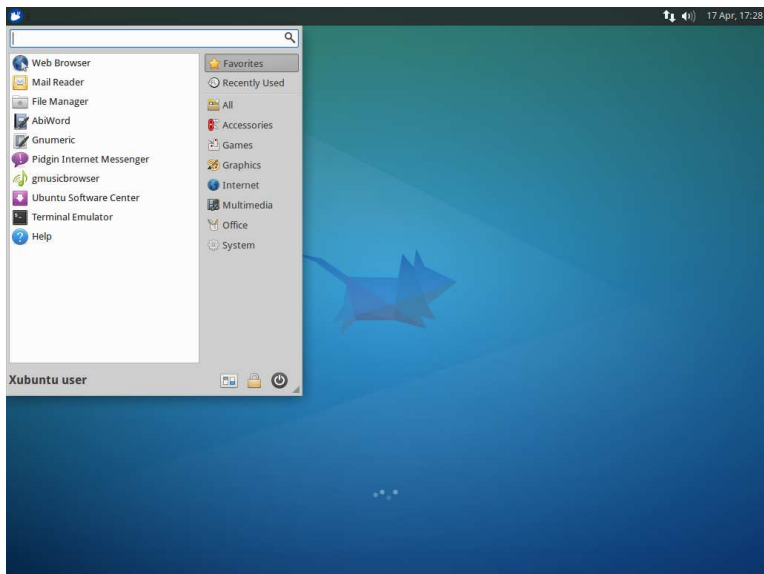 17 Apr, 17:28
Web Browser
Mail Reader
File Manager
AbiWord
Gnumeric
Pidgin Internet Messenger
gmusicbrowser
Ubuntu Software Center
Terminal Emulator
Help
Favorites
Recently Used
All
Accessories
Games
Graphics
Internet
Multimedia
Office
System
Xubuntu user